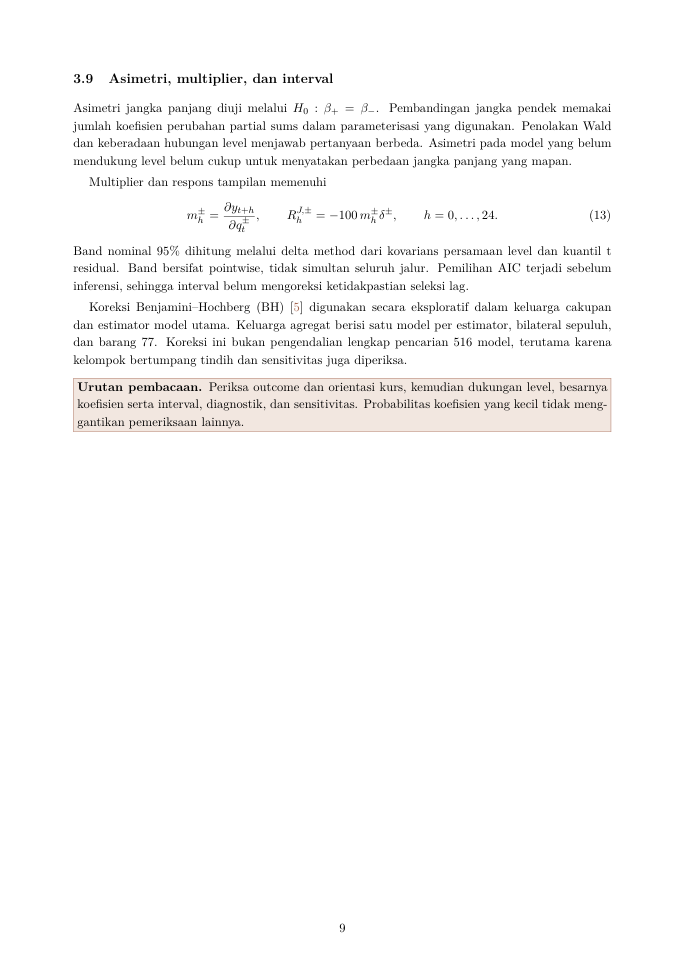 3.9 Asimetri, multiplier, dan interval
Asimetri jangka panjang diuji melalui H₀ : β₊ = β₋. Pembandingan jangka pendek memakai
jumlah koefisien perubahan partial sums dalam parameterisasi yang digunakan. Penolakan Wald
dan keberadaan hubungan level menjawab pertanyaan berbeda. Asimetri pada model yang belum
mendukung level belum cukup untuk menyatakan perbedaan jangka panjang yang mapan.
Multiplier dan respons tampilan memenuhi
m_h^± = ∂y_{t+h}/∂q_t^±, R_h^{J,±} = −100 m_h^± δ^±, h = 0, . . . , 24. (13)
Band nominal 95% dihitung melalui delta method dari kovarians persamaan level dan kuantil t
residual. Band bersifat pointwise, tidak simultan seluruh jalur. Pemilihan AIC terjadi sebelum
inferensi, sehingga interval belum mengoreksi ketidakpastian seleksi lag.
Koreksi Benjamini–Hochberg (BH) [5] digunakan secara eksploratif dalam keluarga cakupan
dan estimator model utama. Keluarga agregat berisi satu model per estimator, bilateral sepuluh,
dan barang 77. Koreksi ini bukan pengendalian lengkap pencarian 516 model, terutama karena
kelompok bertumpang tindih dan sensitivitas juga diperiksa.
Urutan pembacaan. Periksa outcome dan orientasi kurs, kemudian dukungan level, besarnya
koefisien serta interval, diagnostik, dan sensitivitas. Probabilitas koefisien yang kecil tidak meng-
gantikan pemeriksaan lainnya.
9